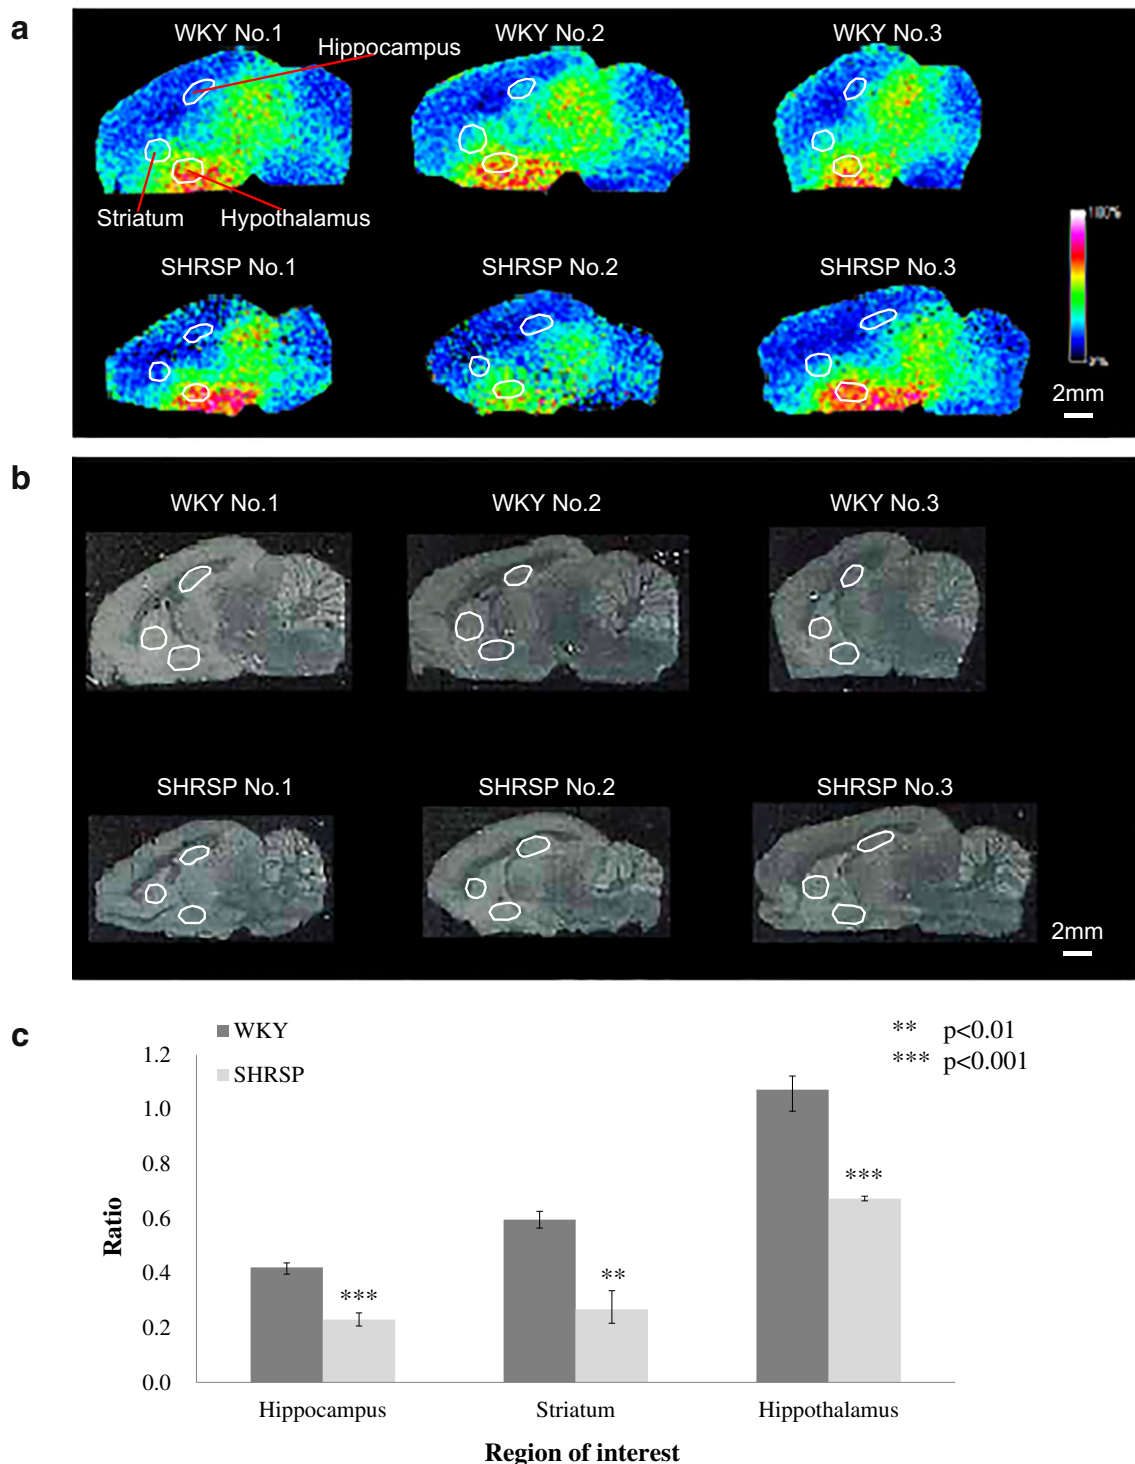 a
WKY No.1
WKY No.2
WKY No.3
Hippocampus
Striatum
Hypothalamus
100%
SHRSP No.1
SHRSP No.2
SHRSP No.3
2mm
b
WKY No.1
WKY No.2
WKY No.3
SHRSP No.1
SHRSP No.2
SHRSP No.3
2mm
c
WKY
SHRSP
** p<0.01
*** p<0.001
1.2
1.0
0.8
0.6
0.4
0.2
0.0
Ratio
***
**
***
Hippocampus
Striatum
Hippothalamus
Region of interest